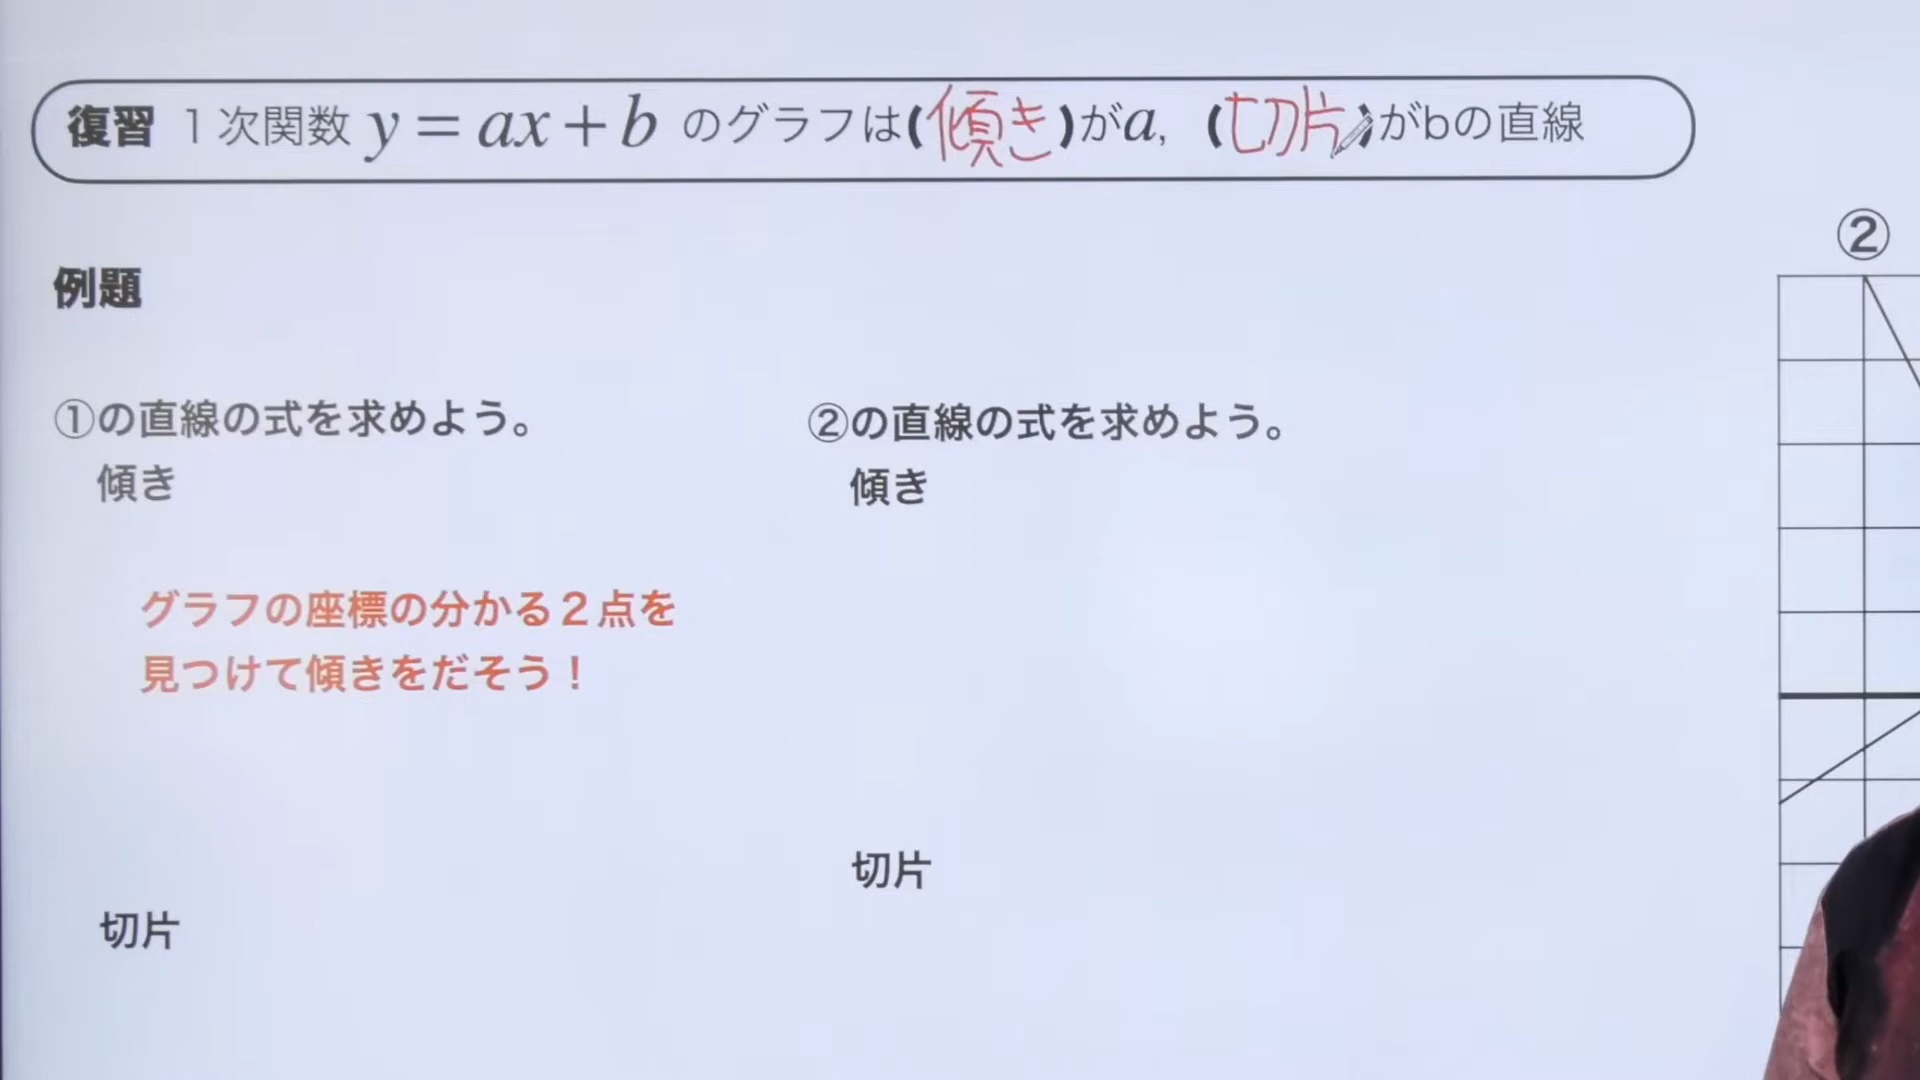 復習 1次関数 y = ax + b のグラフは(傾き)がa, (切片)がbの直線
②
例題
①の直線の式を求めよう。
傾き
グラフの座標の分かる2点を
見つけて傾きをだそう！
切片
②の直線の式を求めよう。
傾き
切片